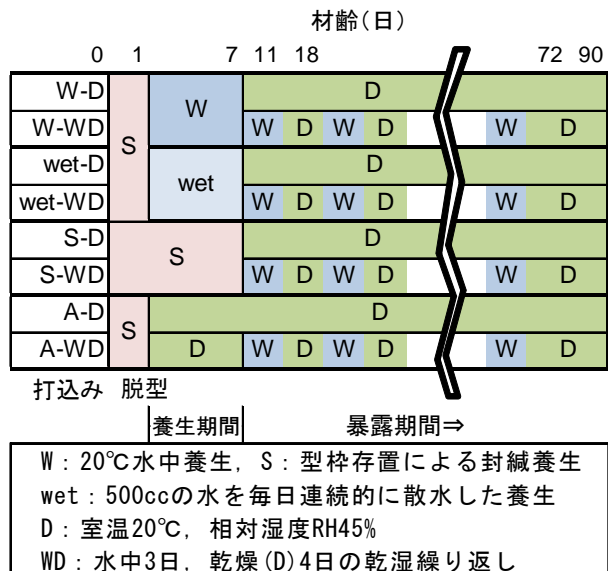 材齢(日)
0 1 7 11 18 72 90
W-D W D
W-WD S W D W D W D
wet-D wet D
wet-WD W D W D W D
S-D S D
S-WD W D W D W D
A-D S D
A-WD D W D W D W D
打込み 脱型
養生期間 暴露期間⇒
W:20℃水中養生, S:型枠存置による封緘養生
wet:500ccの水を毎日連続的に散水した養生
D:室温20℃, 相対湿度RH45%
WD:水中3日, 乾燥(D)4日の乾湿繰り返し